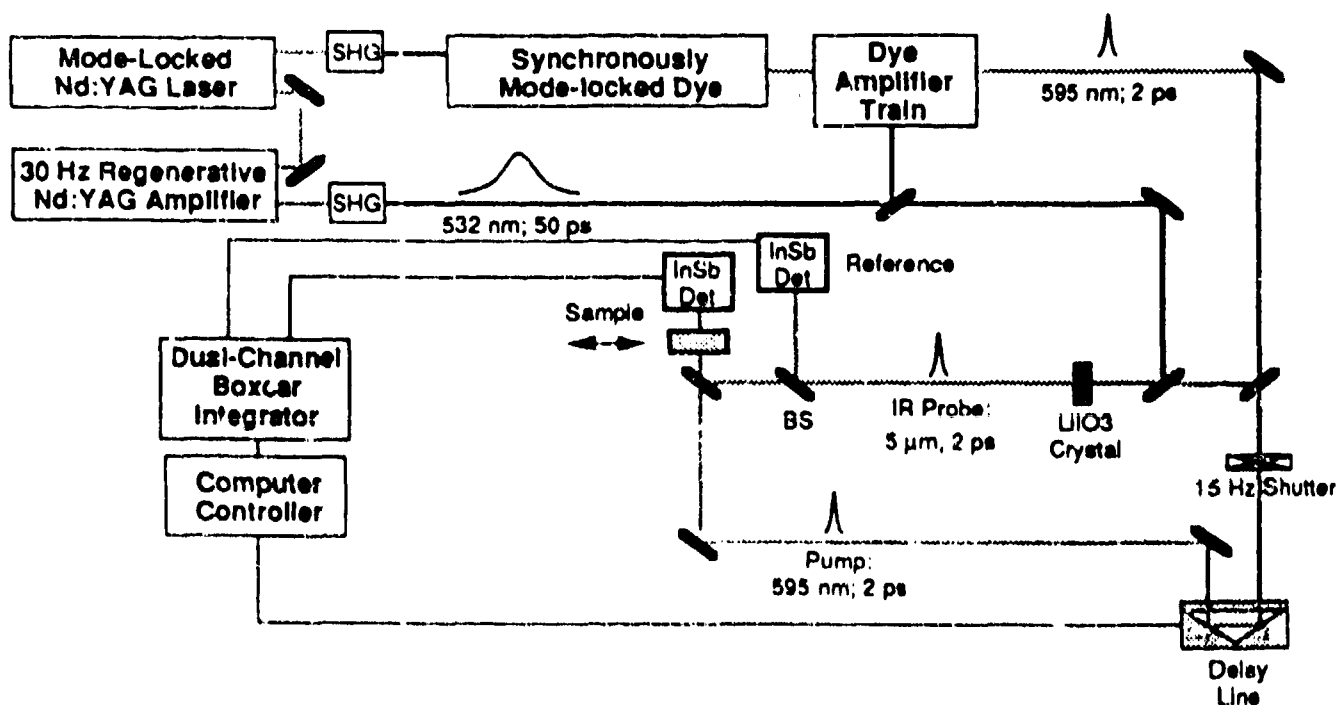 Mode-Locked
Nd:YAG Laser
SHG
Synchronously
Mode-locked Dye
Dye
Amplifier
Train
595 nm; 2 ps
30 Hz Regenerative
Nd:YAG Amplifier
SHG
532 nm; 50 ps
InSb
Det
Reference
InSb
Det
Sample
Dual-Channel
Boxcar
Integrator
BS
IR Probe:
5 µm, 2 ps
LiIO3
Crystal
15 Hz Shutter
Computer
Controller
Pump:
595 nm; 2 ps
Delay
Line